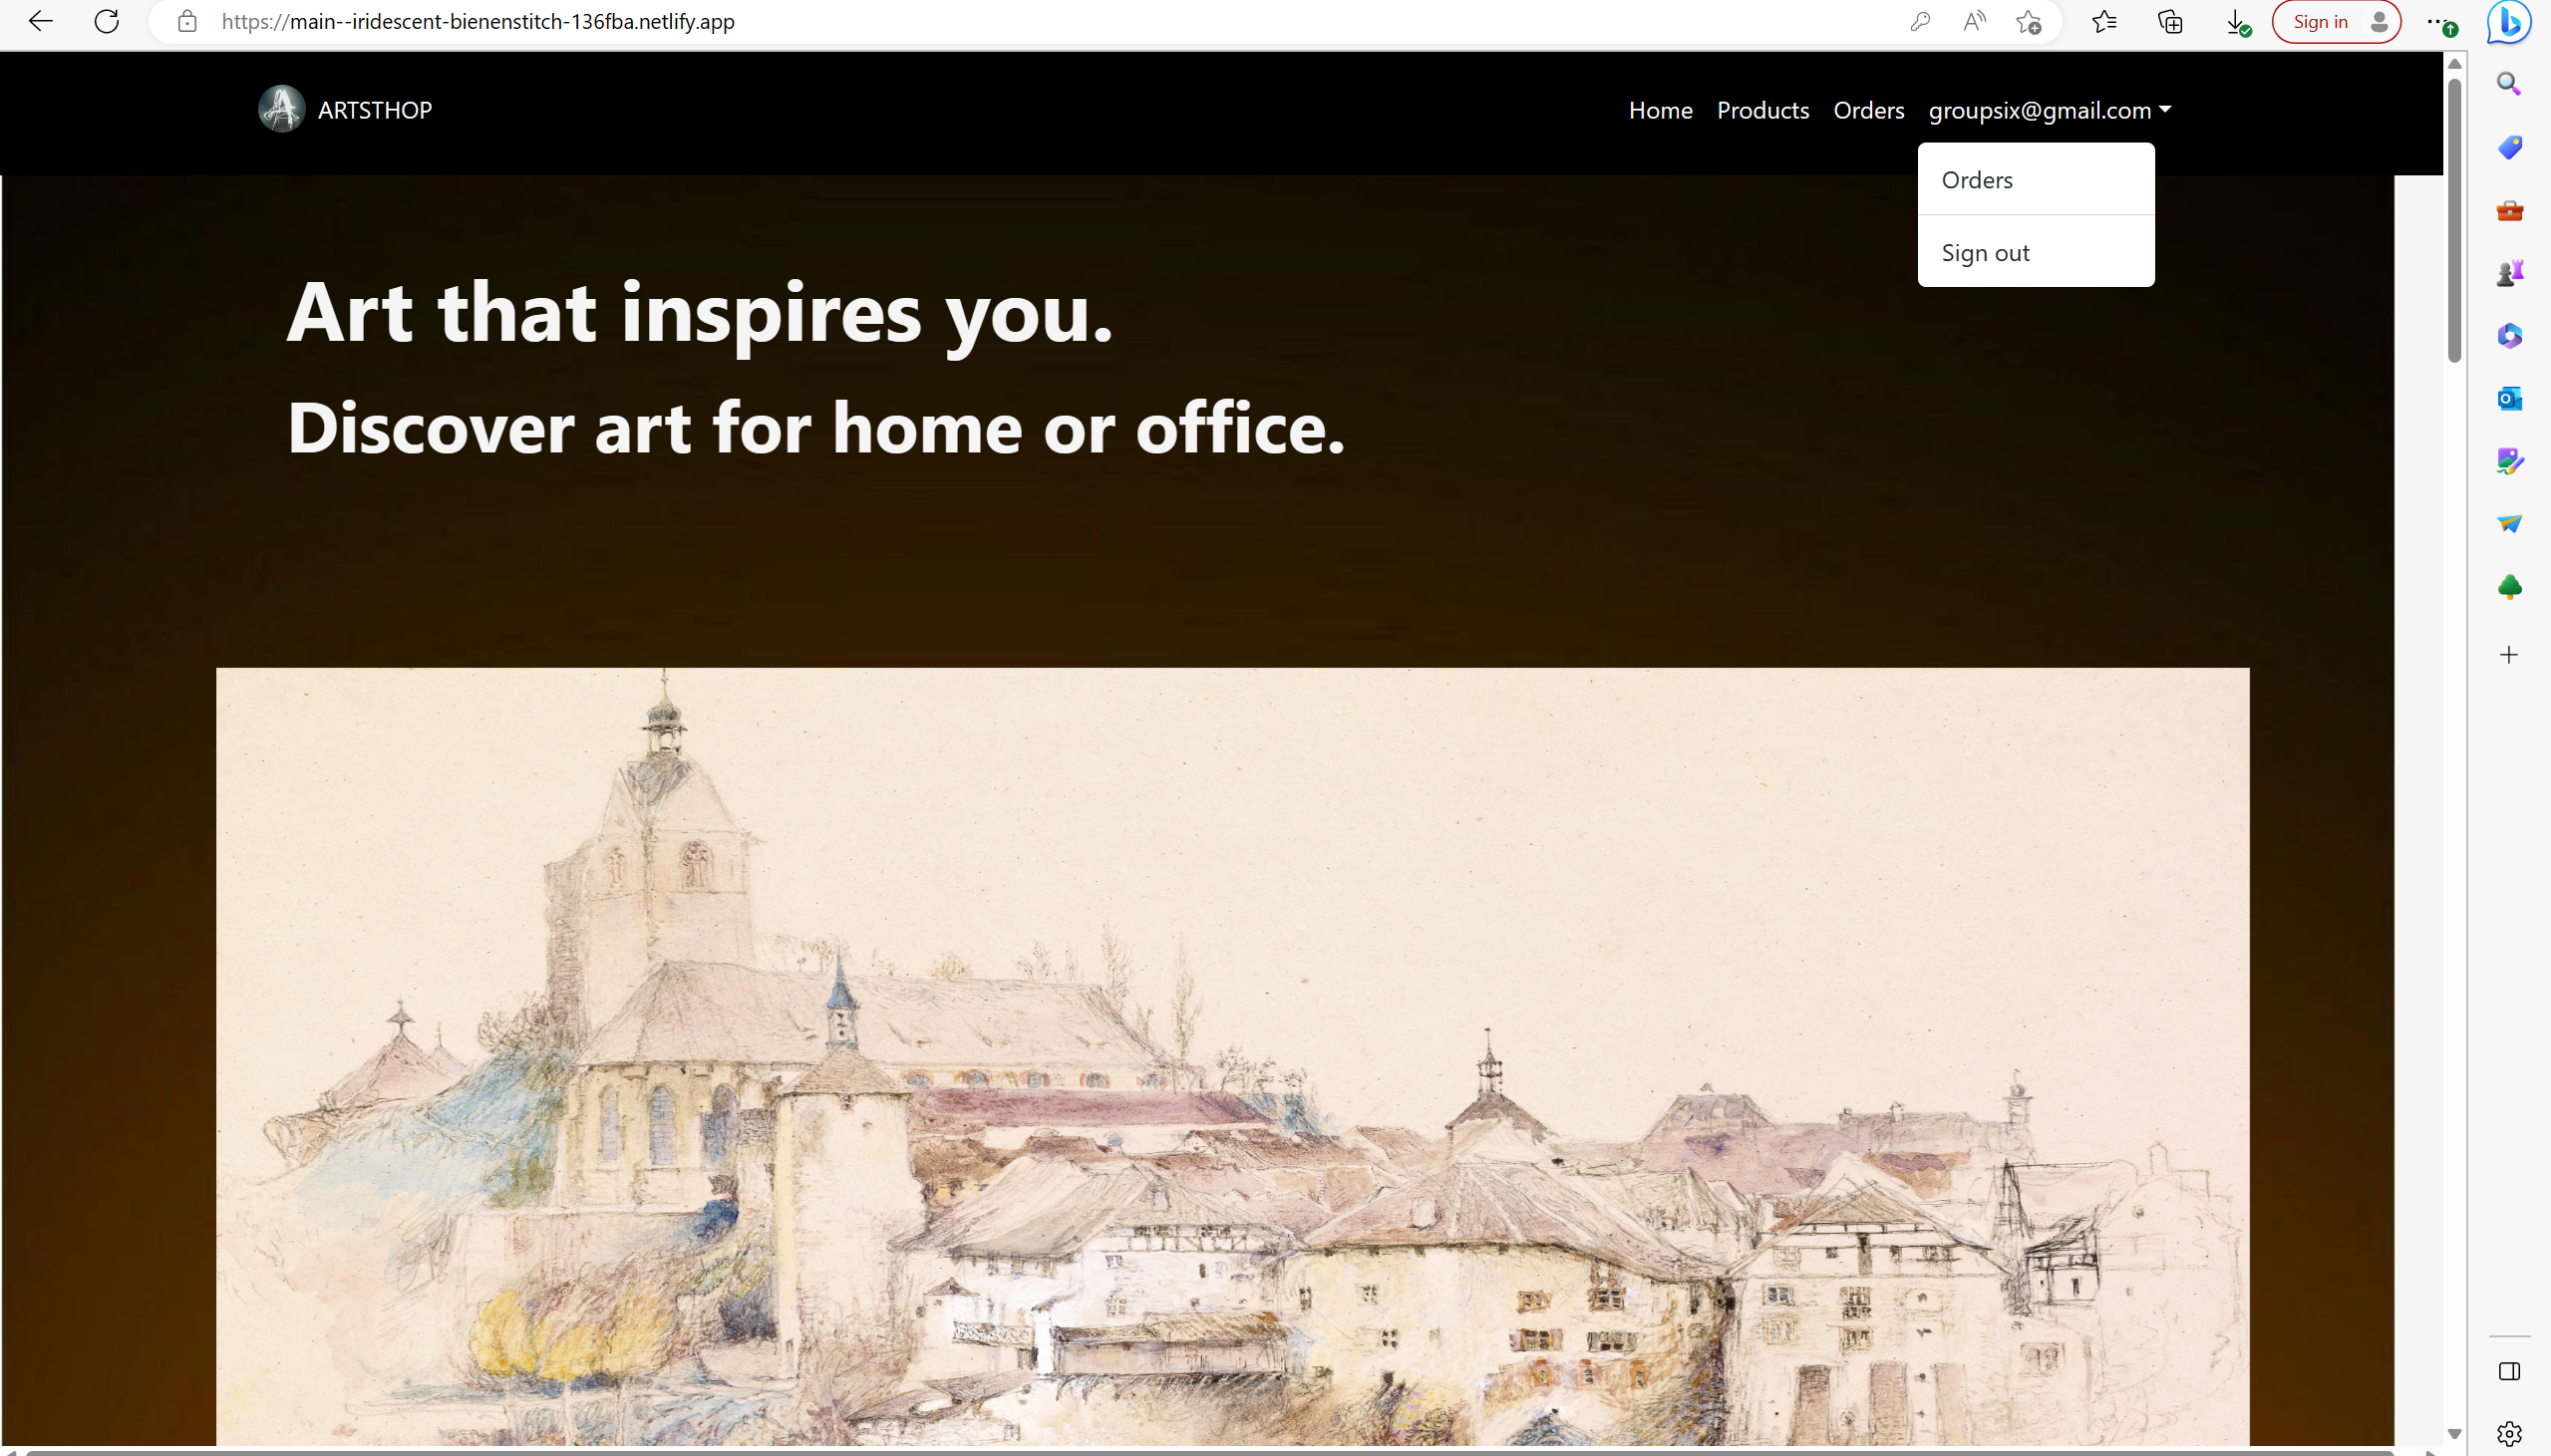 https://main--iridescent-bienenstitch-136fba.netlify.app
Sign in
ARTSTHOP
Home Products Orders groupsix@gmail.com
Orders
Sign out
Art that inspires you.
Discover art for home or office.